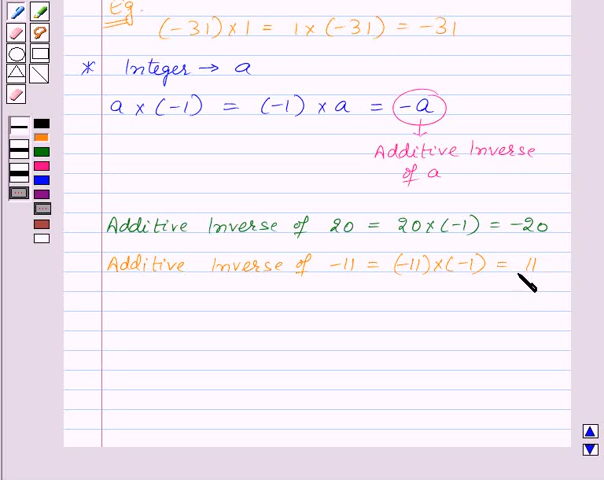 Eg.
(-31) × 1 = 1 × (-31) = -31
* Integer → a
a × (-1) = (-1) × a = -a
Additive Inverse
of a
Additive Inverse of 20 = 20 × (-1) = -20
Additive Inverse of -11 = (-11) × (-1) = 11